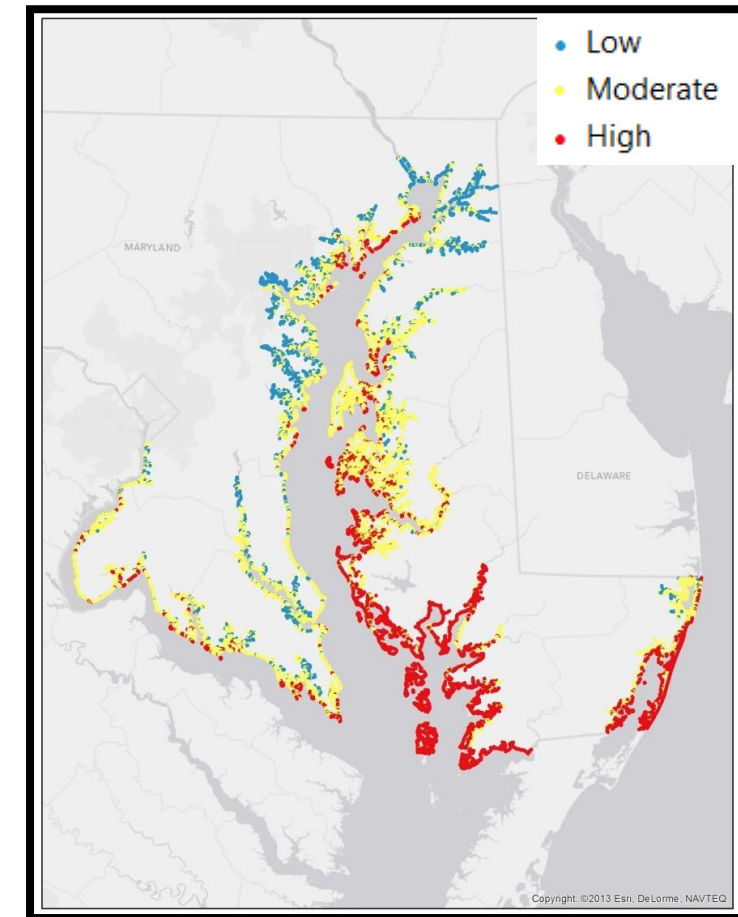 Low
Moderate
High
MARYLAND
DELAWARE
Copyright: ©2013 Esri, DeLorme, NAVTEQ